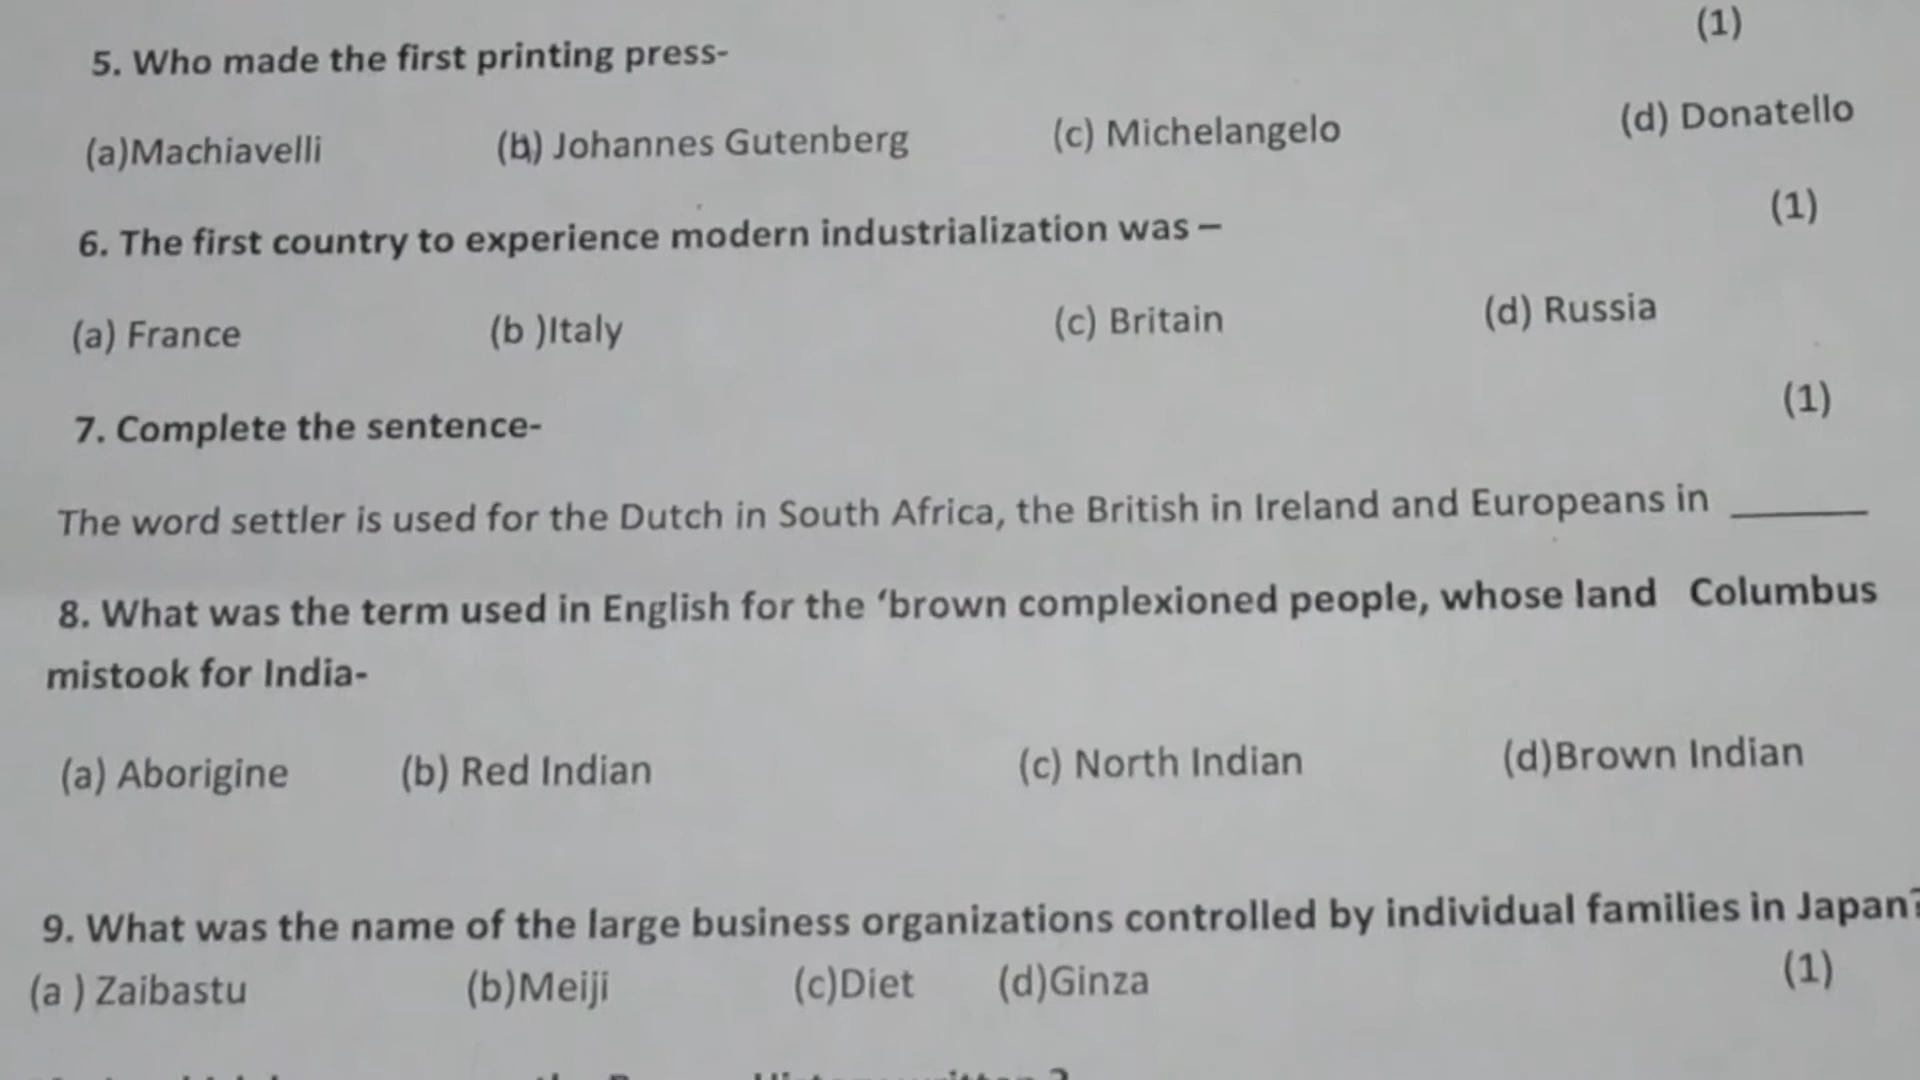 (1)
5. Who made the first printing press-
(a)Machiavelli (b) Johannes Gutenberg (c) Michelangelo (d) Donatello
6. The first country to experience modern industrialization was – (1)
(a) France (b )Italy (c) Britain (d) Russia
7. Complete the sentence- (1)
The word settler is used for the Dutch in South Africa, the British in Ireland and Europeans in ______
8. What was the term used in English for the ‘brown complexioned people, whose land Columbus
mistook for India-
(a) Aborigine (b) Red Indian (c) North Indian (d)Brown Indian
9. What was the name of the large business organizations controlled by individual families in Japan?
(a ) Zaibastu (b)Meiji (c)Diet (d)Ginza (1)